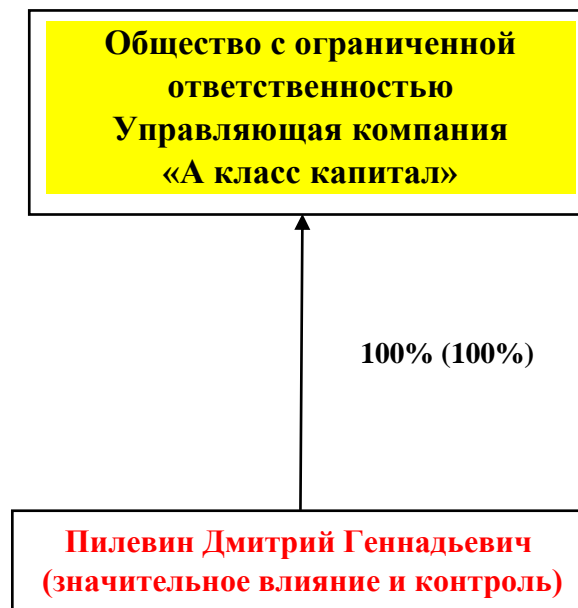 Общество с ограниченной
ответственностью
Управляющая компания
«А класс капитал»
100% (100%)
Пилевин Дмитрий Геннадьевич
(значительное влияние и контроль)